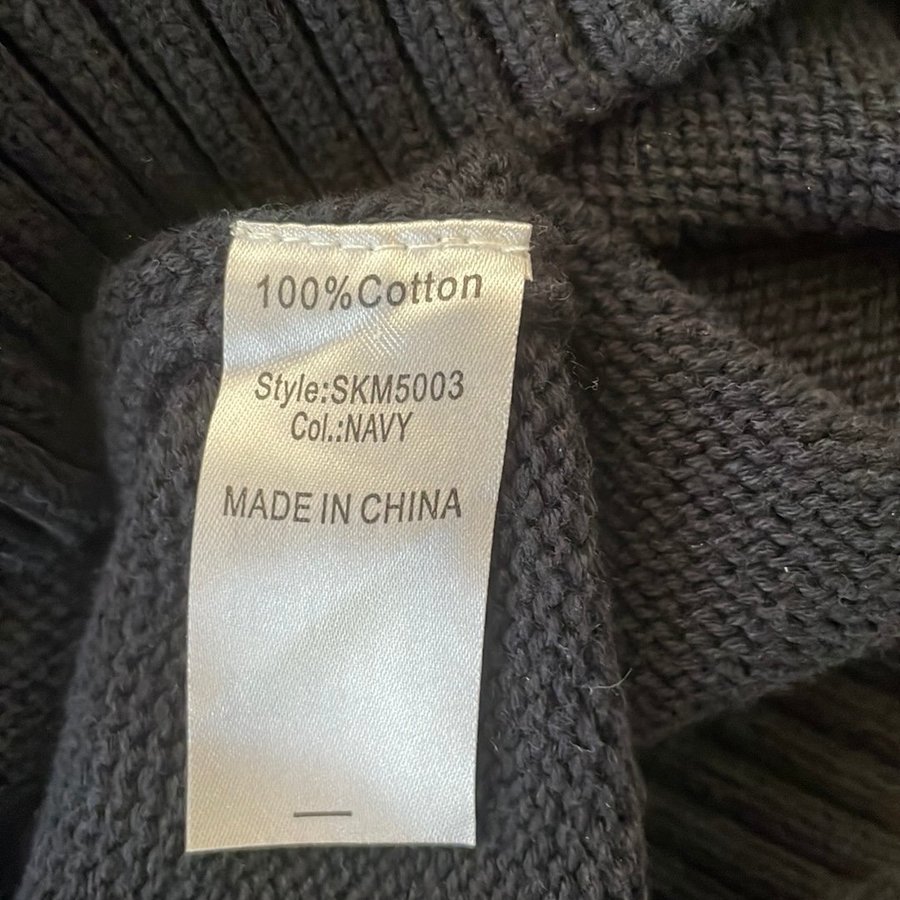 100%Cotton
Style:SKM5003
Col.:NAVY
MADE IN CHINA